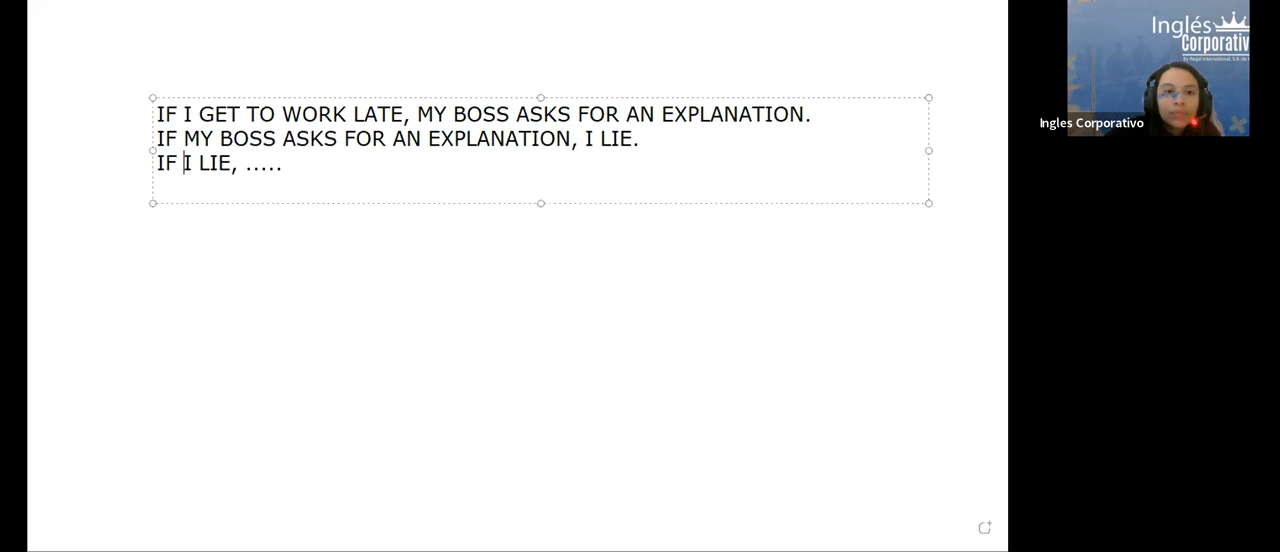 IF I GET TO WORK LATE, MY BOSS ASKS FOR AN EXPLANATION.
IF MY BOSS ASKS FOR AN EXPLANATION, I LIE.
IF I LIE, .....
Inglés
Corporativ
Ingles Corporativo